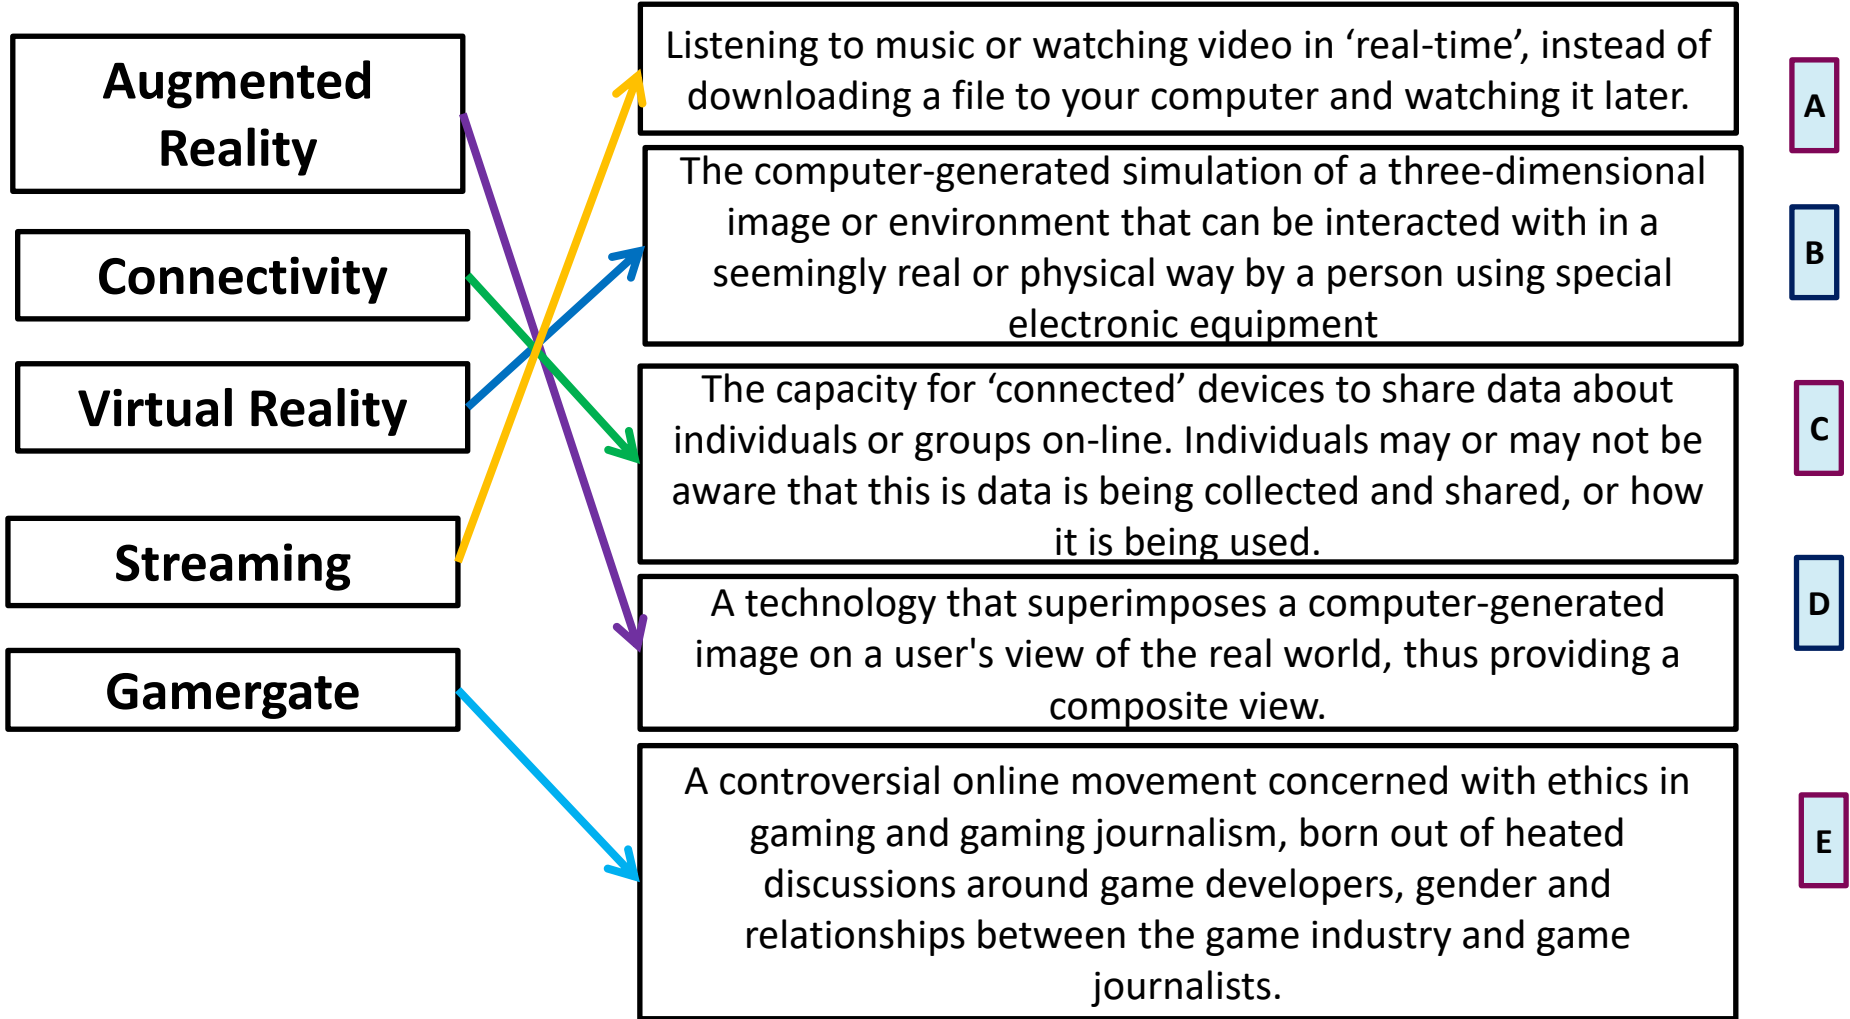 Augmented
Reality
Connectivity
Virtual Reality
Streaming
Gamergate
Listening to music or watching video in ‘real-time’, instead of
downloading a file to your computer and watching it later.
The computer-generated simulation of a three-dimensional
image or environment that can be interacted with in a
seemingly real or physical way by a person using special
electronic equipment
The capacity for ‘connected’ devices to share data about
individuals or groups on-line. Individuals may or may not be
aware that this is data is being collected and shared, or how
it is being used.
A technology that superimposes a computer-generated
image on a user's view of the real world, thus providing a
composite view.
A controversial online movement concerned with ethics in
gaming and gaming journalism, born out of heated
discussions around game developers, gender and
relationships between the game industry and game
journalists.
A
B
C
D
E